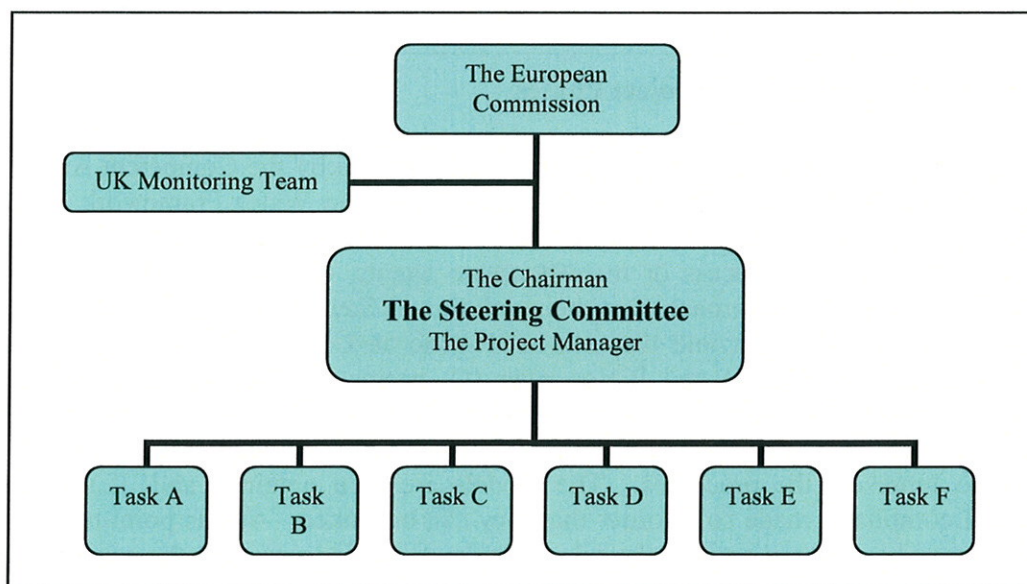 The European
Commission
UK Monitoring Team
The Chairman
The Steering Committee
The Project Manager
Task A
Task
B
Task C
Task D
Task E
Task F